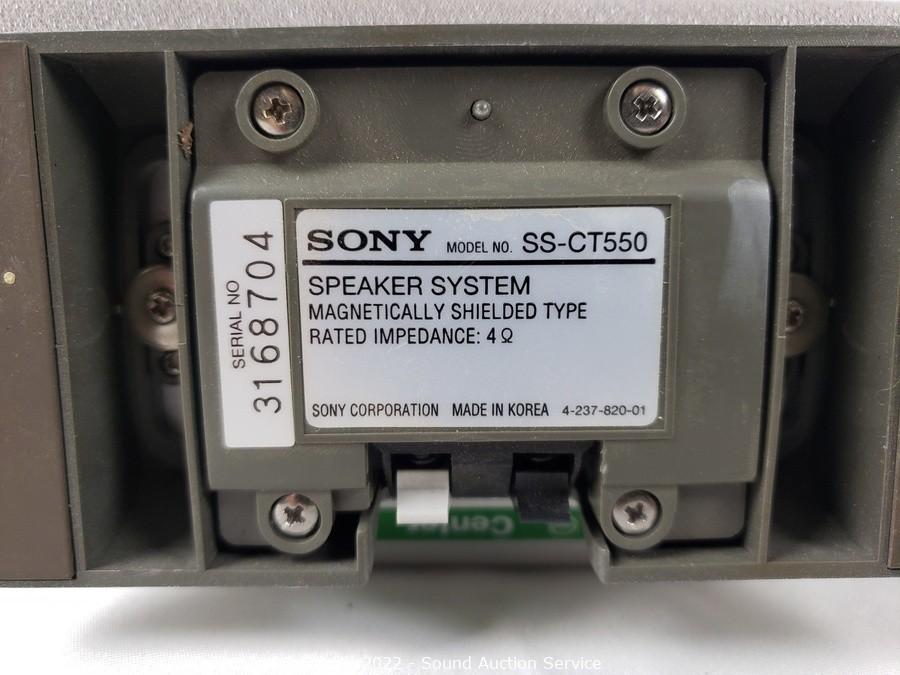 SONY MODEL NO. SS-CT550
SPEAKER SYSTEM
MAGNETICALLY SHIELDED TYPE
RATED IMPEDANCE: 4 Ω
SONY CORPORATION MADE IN KOREA 4-237-820-01
SERIAL NO
3168704
Center
2022 - Sound Auction Service